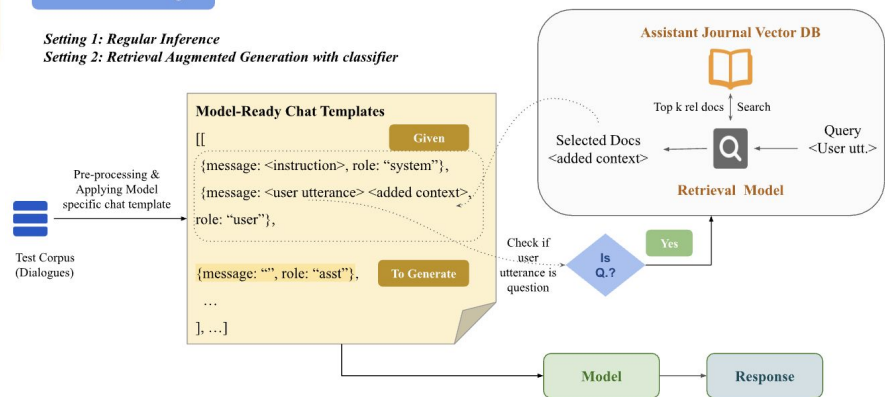 Setting 1: Regular Inference
Setting 2: Retrieval Augmented Generation with classifier
Assistant Journal Vector DB
Top k rel docs
Search
Selected Docs
<added context>
Query
<User utt.>
Retrieval Model
Model-Ready Chat Templates
[[
Given
{message: <instruction>, role: “system”},
{message: <user utterance> <added context>,
role: “user”},
{message: “”, role: “asst”},
To Generate
...
], ...]
Pre-processing &
Applying Model
specific chat template
Test Corpus
(Dialogues)
Check if
user
utterance is
question
Is
Q.?
Yes
Model
Response